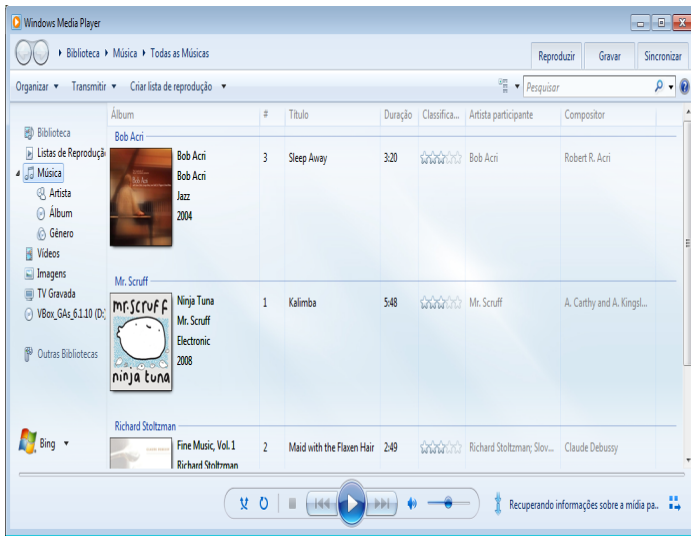 Windows Media Player
Biblioteca Música Todas as Músicas
Reproduzir Gravar Sincronizar
Organizar Transmitir Criar lista de reprodução Pesquisar
Álbum # Título Duração Classifica... Artista participante Compositor
Biblioteca
Listas de Reproduçã
Música
Artista
Álbum
Gênero
Vídeos
Imagens
TV Gravada
VBox_GAs_6.1.10 (D:)
Outras Bibliotecas
Bing
Bob Acri
Bob Acri 3 Sleep Away 3:20 Bob Acri Robert R. Acri
Bob Acri
Jazz
2004
Mr. Scruff
mr.scruff
ninja tuna
Ninja Tuna 1 Kalimba 5:48 Mr. Scruff A. Carthy and A. Kingsl...
Mr. Scruff
Electronic
2008
Richard Stoltzman
Fine Music, Vol. 1 2 Maid with the Flaxen Hair 2:49 Richard Stoltzman; Slov... Claude Debussy
Richard Stoltzman
Recuperando informações sobre a mídia pa..